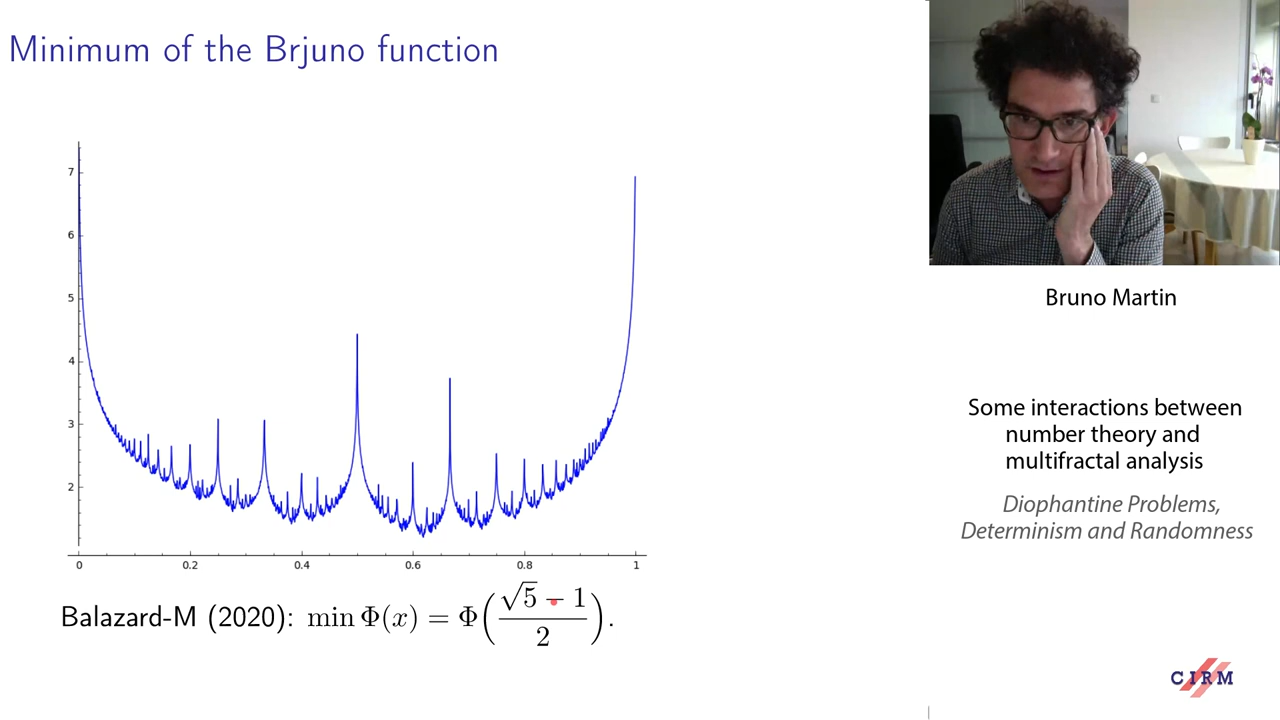 Minimum of the Brjuno function
7
6
5
4
3
2
0 0.2 0.4 0.6 0.8 1
Balazard-M (2020): min Φ(x) = Φ((√5 − 1)/2).
Bruno Martin
Some interactions between
number theory and
multifractal analysis
Diophantine Problems,
Determinism and Randomness
CIRM